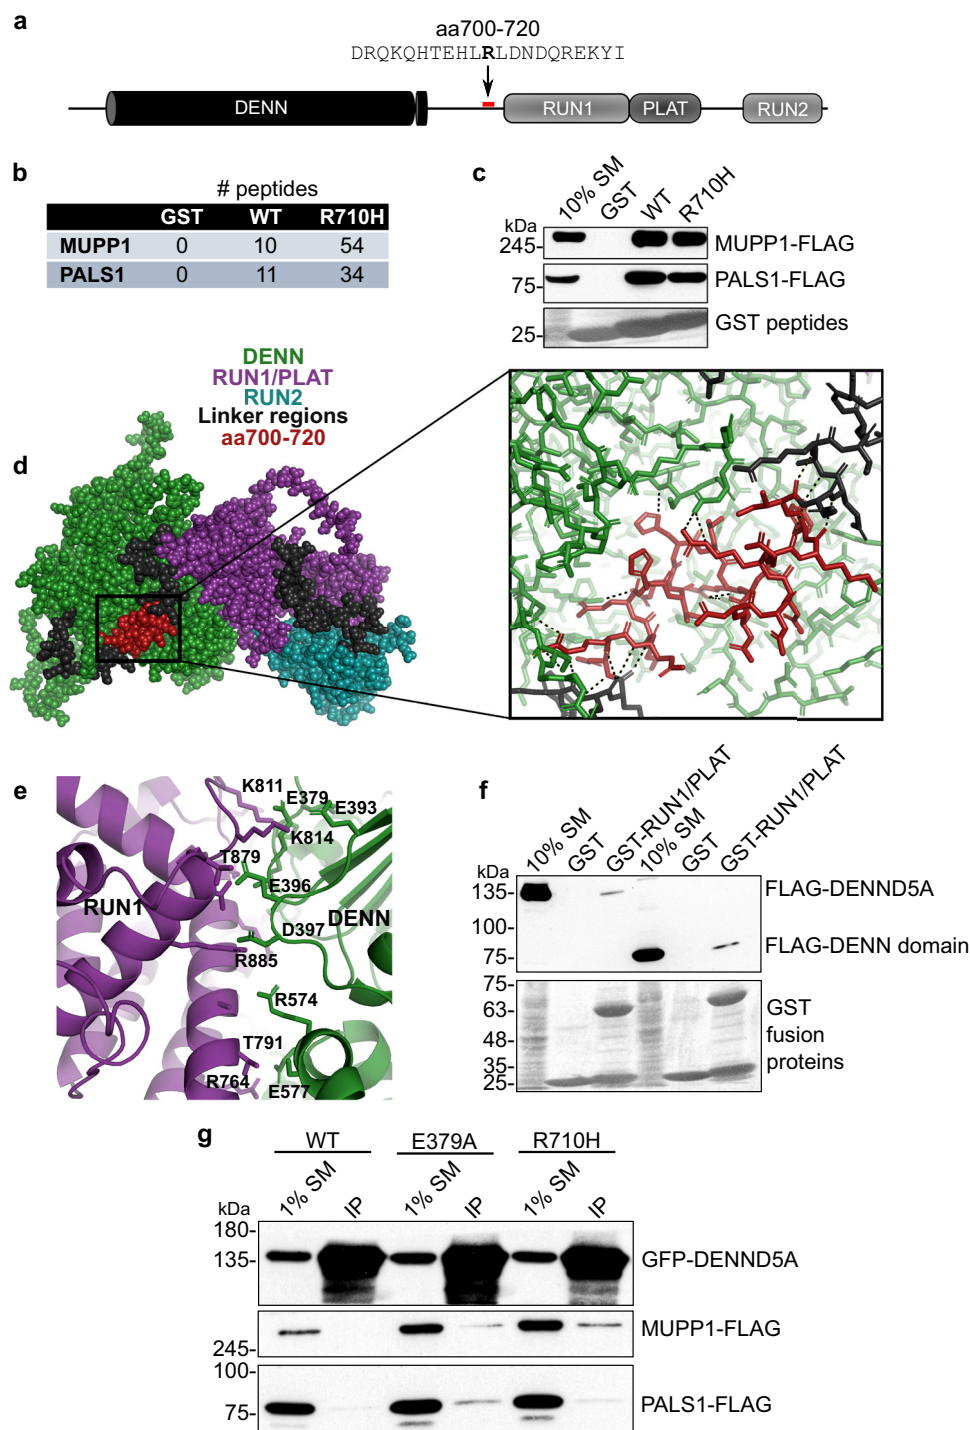 a
aa700-720
DRQKQHTEHLRLDNDQREKYI
DENN
RUN1
PLAT
RUN2
b
# peptides
GST WT R710H
MUPP1 0 10 54
PALS1 0 11 34
c
10% SM
GST
WT
R710H
kDa
245-
MUPP1-FLAG
75-
PALS1-FLAG
25-
GST peptides
DENN
RUN1/PLAT
RUN2
Linker regions
aa700-720
d
e
K811
E379
E393
K814
T879
E396
RUN1
DENN
D397
R885
R574
T791
R764
E577
f
10% SM
GST
GST-RUN1/PLAT
10% SM
GST
GST-RUN1/PLAT
kDa
135-
FLAG-DENND5A
100-
FLAG-DENN domain
75-
75-
63-
48-
35-
25-
GST
fusion
proteins
g
WT
E379A
R710H
1% SM
IP
1% SM
IP
1% SM
IP
kDa
180-
135-
GFP-DENND5A
MUPP1-FLAG
245-
100-
75-
PALS1-FLAG